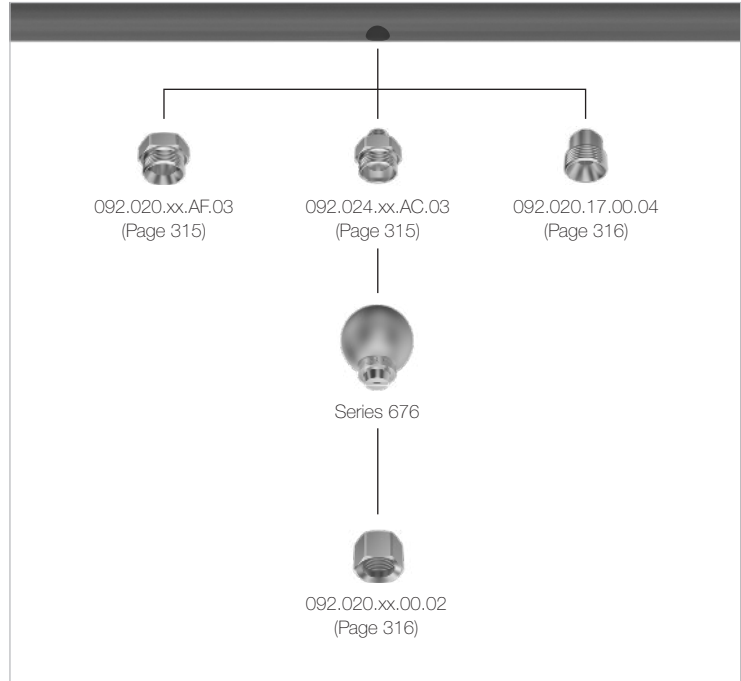 092.020.xx.AF.03
(Page 315)
092.024.xx.AC.03
(Page 315)
092.020.17.00.04
(Page 316)
Series 676
092.020.xx.00.02
(Page 316)